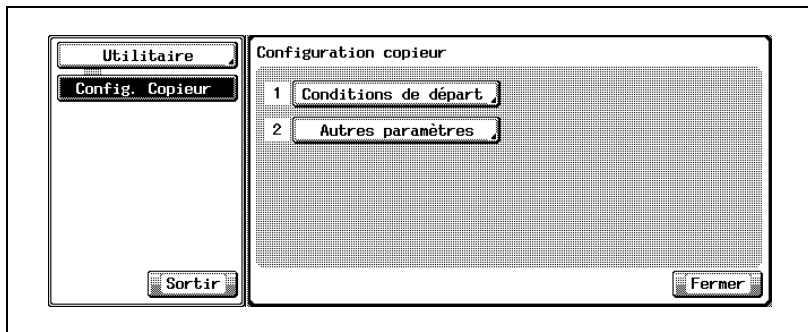 Utilitaire
Config. Copieur
Sortir
Configuration copieur
1 Conditions de départ
2 Autres paramètres
Fermer